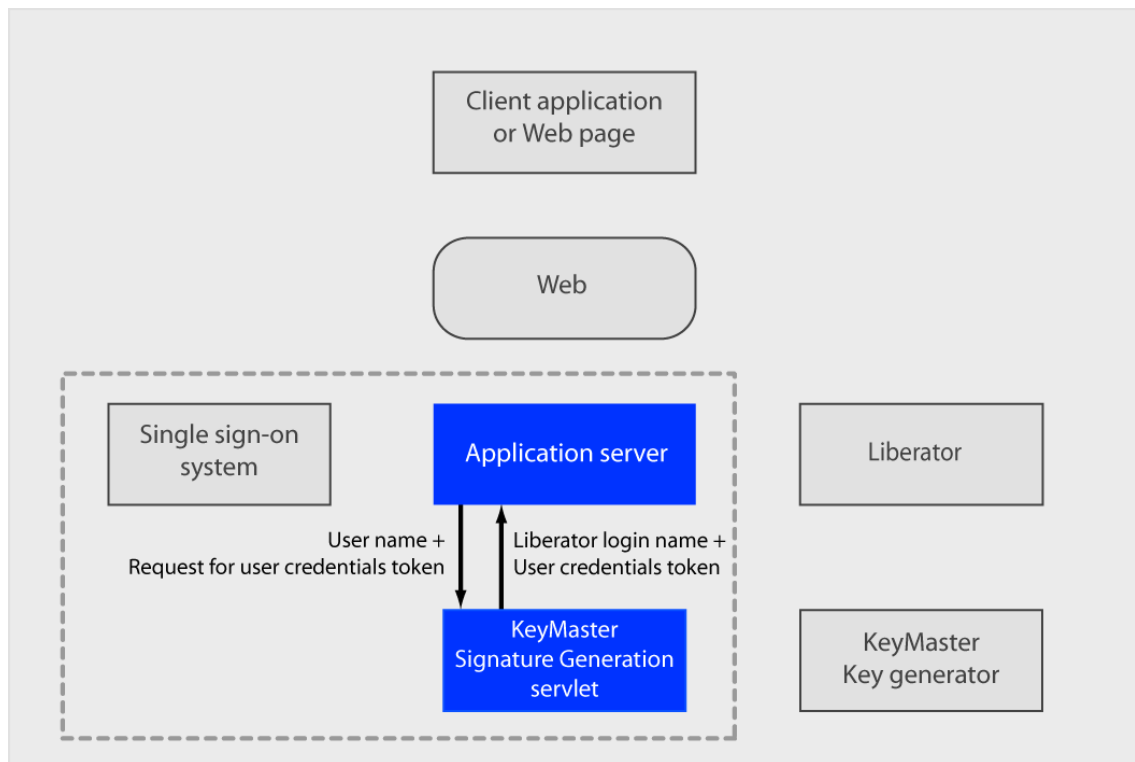 Client application
or Web page
Web
Single sign-on
system
Application server
Liberator
User name +
Request for user credentials token
Liberator login name +
User credentials token
KeyMaster
Signature Generation
servlet
KeyMaster
Key generator